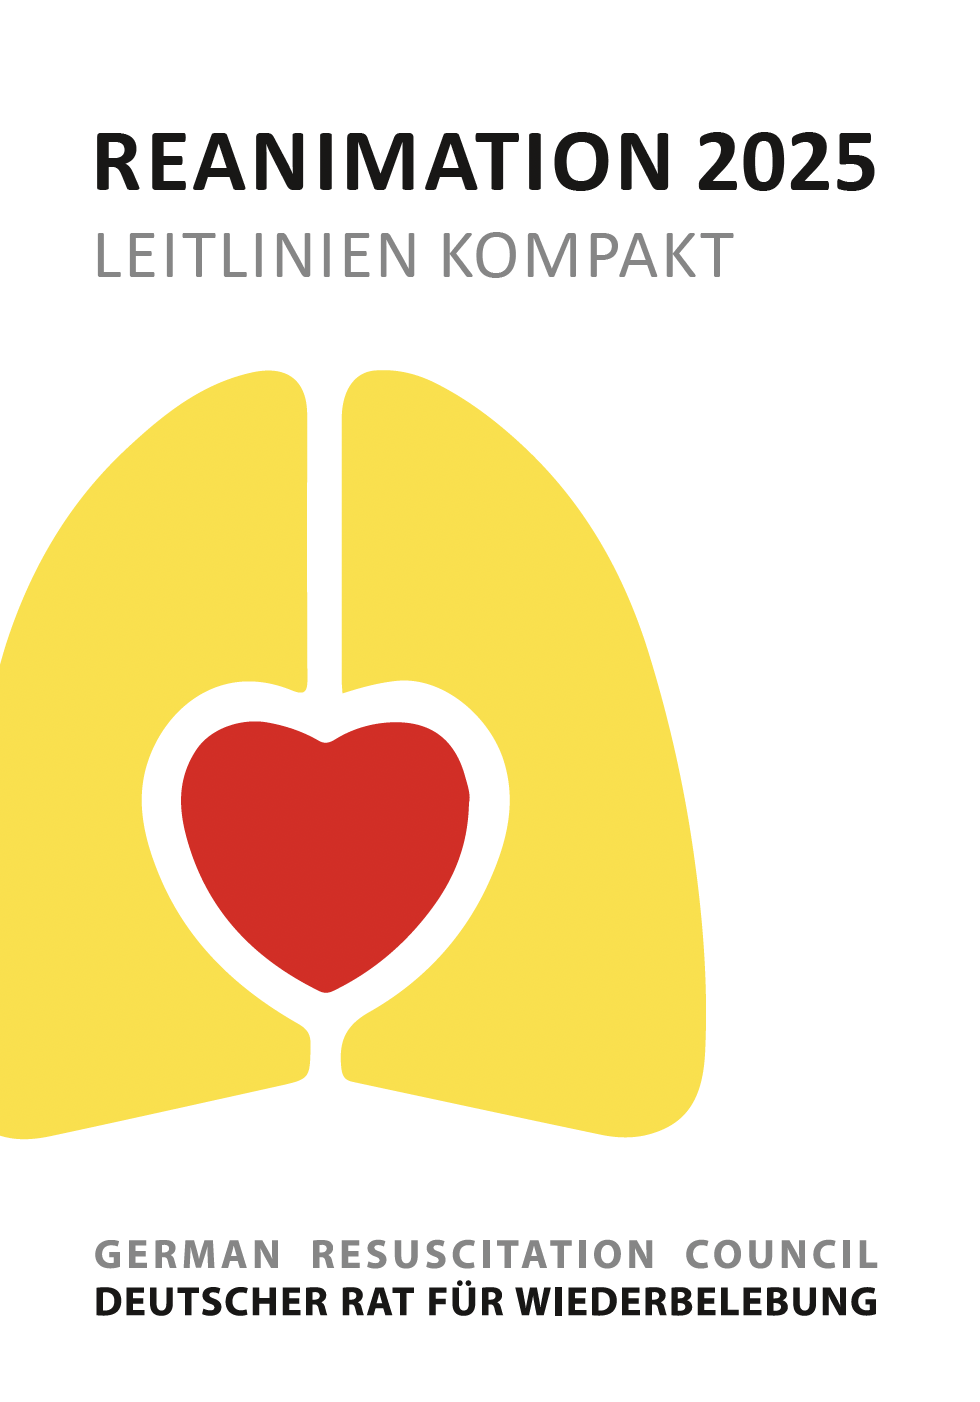 REANIMATION 2025
LEITLINIEN KOMPAKT
GERMAN RESUSCITATION COUNCIL
DEUTSCHER RAT FÜR WIEDERBELEBUNG